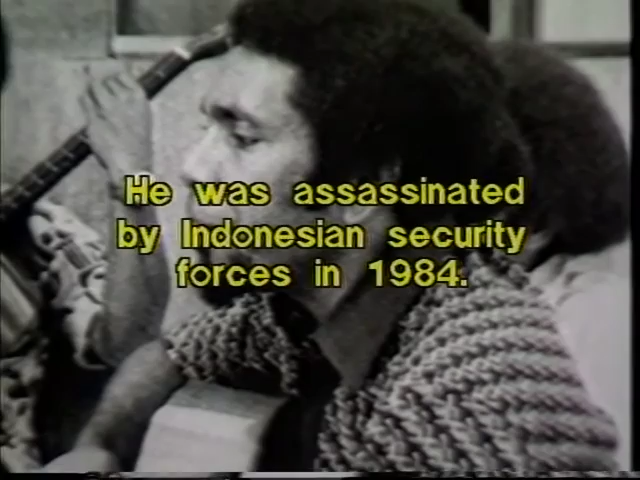 He was assassinated
by Indonesian security
forces in 1984.